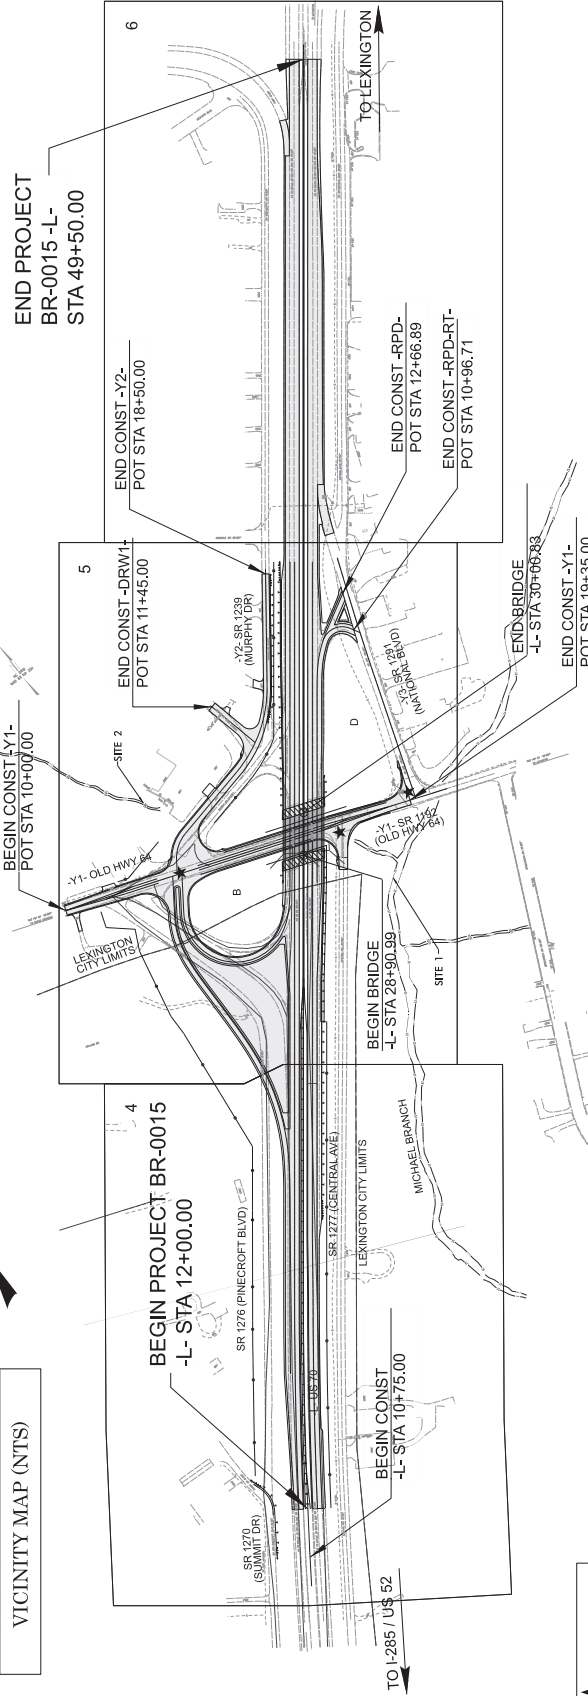 VICINITY MAP (NTS)
BEGIN PROJECT BR-0015
-L- STA 12+00.00
END PROJECT
BR-0015 -L-
STA 49+50.00
4
5
6
BEGIN CONST -Y1-
POT STA 10+00.00
END CONST -DRW1-
POT STA 11+45.00
END CONST -Y2-
POT STA 18+50.00
END CONST -RPD-
POT STA 12+66.89
END CONST -RPD-RT-
POT STA 10+96.71
END BRIDGE
-L- STA 30+00.83
END CONST -Y1-
POT STA 19+35.00
BEGIN BRIDGE
-L- STA 28+90.99
BEGIN CONST
-L- STA 10+75.00
TO LEXINGTON
TO I-285 / US 52
SITE 2
SITE 1
-Y1- OLD HWY 64
LEXINGTON
CITY LIMITS
B
D
-Y2- SR 1239
(MURPHY DR)
-Y3- SR 1291
(NATIONAL BLVD)
-Y1- SR 1192
(OLD HWY 64)
SR 1276 (PINECROFT BLVD)
SR 1277 (CENTRAL AVE)
LEXINGTON CITY LIMITS
MICHAEL BRANCH
SR 1270
(SUMMIT DR)
-L- US 70